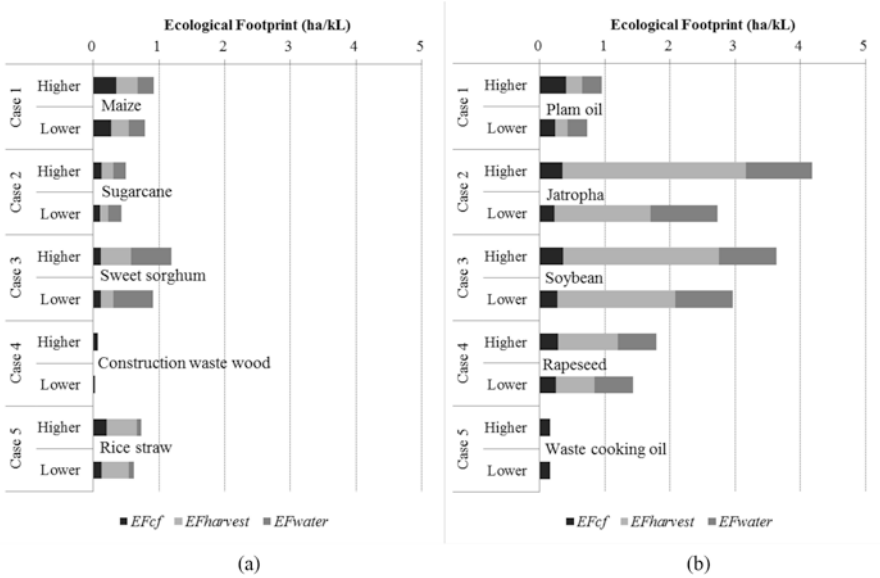 Ecological Footprint (ha/kL)
0 1 2 3 4 5
Case 1
Higher
Maize
Lower
Case 2
Higher
Sugarcane
Lower
Case 3
Higher
Sweet sorghum
Lower
Case 4
Higher
Construction waste wood
Lower
Case 5
Higher
Rice straw
Lower
EFcf EFharvest EFwater
(a)
Ecological Footprint (ha/kL)
0 1 2 3 4 5
Case 1
Higher
Plam oil
Lower
Case 2
Higher
Jatropha
Lower
Case 3
Higher
Soybean
Lower
Case 4
Higher
Rapeseed
Lower
Case 5
Higher
Waste cooking oil
Lower
EFcf EFharvest EFwater
(b)